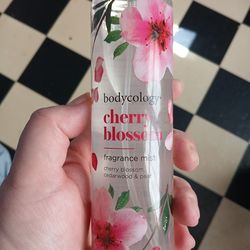 bodycology
cherry
blossom
fragrance mist
cherry blossom,
cedarwood & pear